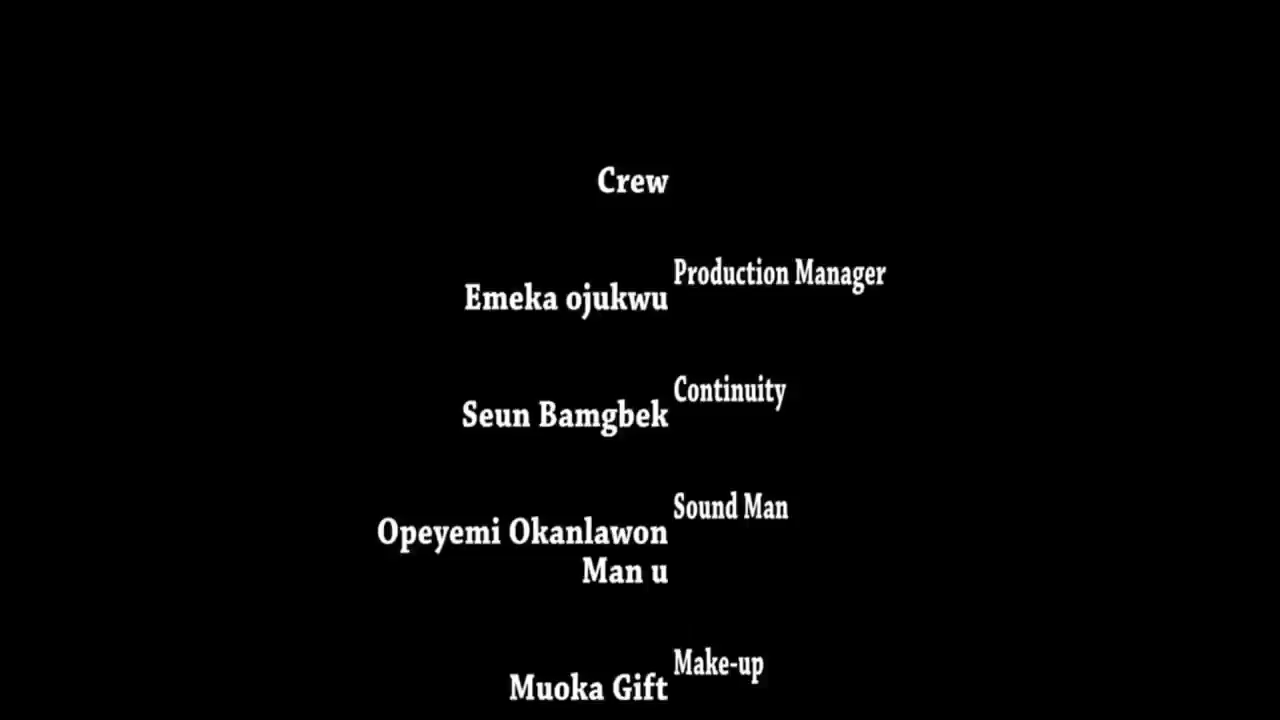 Crew
Production Manager
Emeka ojukwu
Continuity
Seun Bamgbek
Sound Man
Opeyemi Okanlawon
Man u
Make-up
Muoka Gift